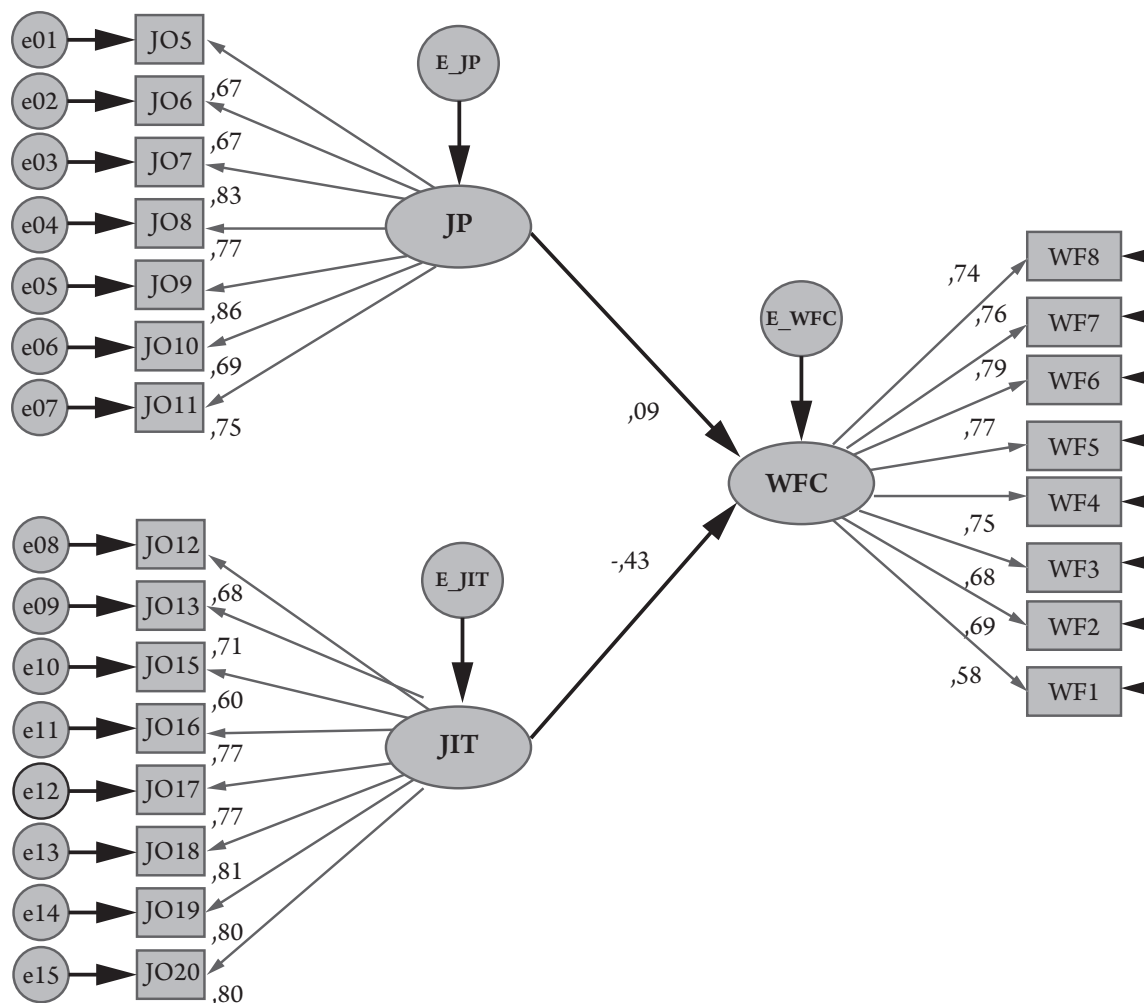 e01 JO5
,67
e02 JO6
,67
e03 JO7
,83
e04 JO8
,77
e05 JO9
,86
e06 JO10
,69
e07 JO11
,75
E_JP
JP
e08 JO12
,68
e09 JO13
,71
e10 JO15
,60
e11 JO16
,77
e12 JO17
,77
e13 JO18
,81
e14 JO19
,80
e15 JO20
,80
E_JIT
JIT
,09
-,43
E_WFC
WFC
,74
WF8
,76
WF7
,79
WF6
,77
WF5
WF4
,75
WF3
,68
WF2
,69
,58
WF1